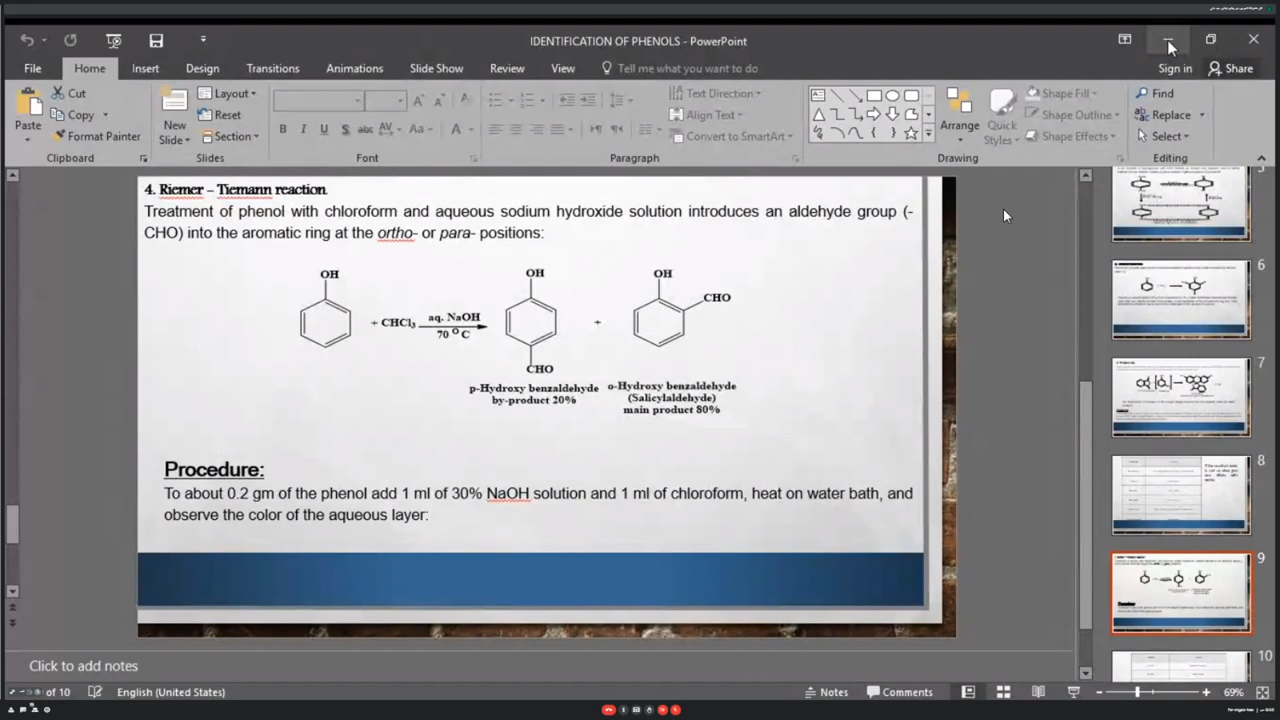 IDENTIFICATION OF PHENOLS - PowerPoint
File Home Insert Design Transitions Animations Slide Show Review View Tell me what you want to do Sign in Share
Paste
Cut
Copy
Format Painter
Clipboard
New Slide
Layout
Reset
Section
Slides
B I U S abc AV Aa A
Font
Text Direction
Align Text
Convert to SmartArt
Paragraph
Arrange
Quick Styles
Shape Fill
Shape Outline
Shape Effects
Drawing
Find
Replace
Select
Editing
4. Riemer – Tiemann reaction
Treatment of phenol with chloroform and aqueous sodium hydroxide solution introduces an aldehyde group (-
CHO) into the aromatic ring at the ortho- or para- positions:
OH
OH
OH
CHO
+ CHCl₃
aq. NaOH
70 °C
+
CHO
p-Hydroxy benzaldehyde
by-product 20%
o-Hydroxy benzaldehyde
(Salicylaldehyde)
main product 80%
Procedure:
To about 0.2 gm of the phenol add 1 ml of 30% NaOH solution and 1 ml of chloroform, heat on water bath, and
observe the color of the aqueous layer:
6
7
8
9
10
Click to add notes
of 10
English (United States)
Notes
Comments
69%